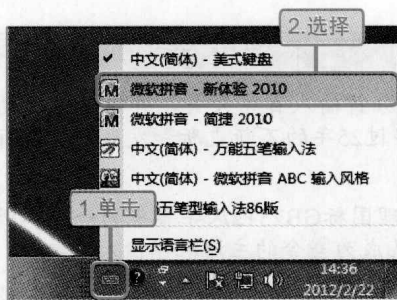 2.选择
中文(简体) - 美式键盘
微软拼音 - 新体验 2010
微软拼音 - 简捷 2010
中文(简体) - 万能五笔输入法
中文(简体) - 微软拼音 ABC 输入风格
1.单击
五笔型输入法86版
显示语言栏(S)
14:36
2012/2/22